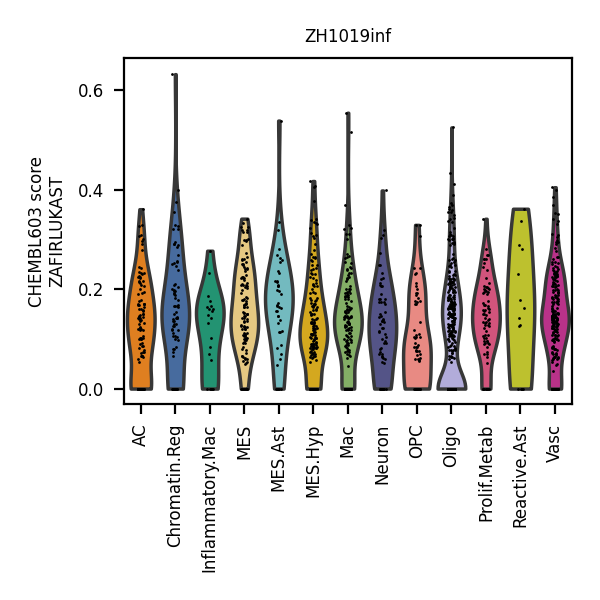 ZH1019inf
CHEMBL603 score
ZAFIRLUKAST
0.6
0.4
0.2
0.0
AC
Chromatin.Reg
Inflammatory.Mac
MES
MES.Ast
MES.Hyp
Mac
Neuron
OPC
Oligo
Prolif.Metab
Reactive.Ast
Vasc